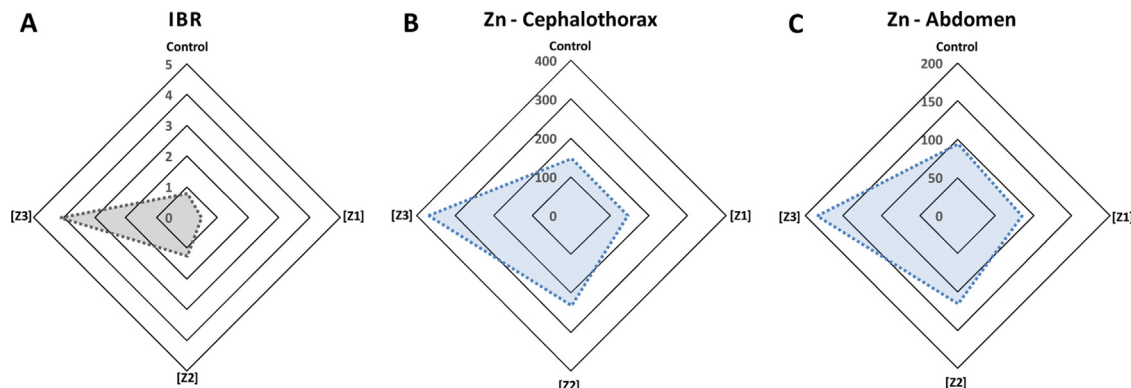 A
IBR
Control
5
4
3
2
1
0
[Z3]
[Z1]
[Z2]
B
Zn - Cephalothorax
Control
400
300
200
100
0
[Z3]
[Z1]
[Z2]
C
Zn - Abdomen
Control
200
150
100
50
0
[Z3]
[Z1]
[Z2]